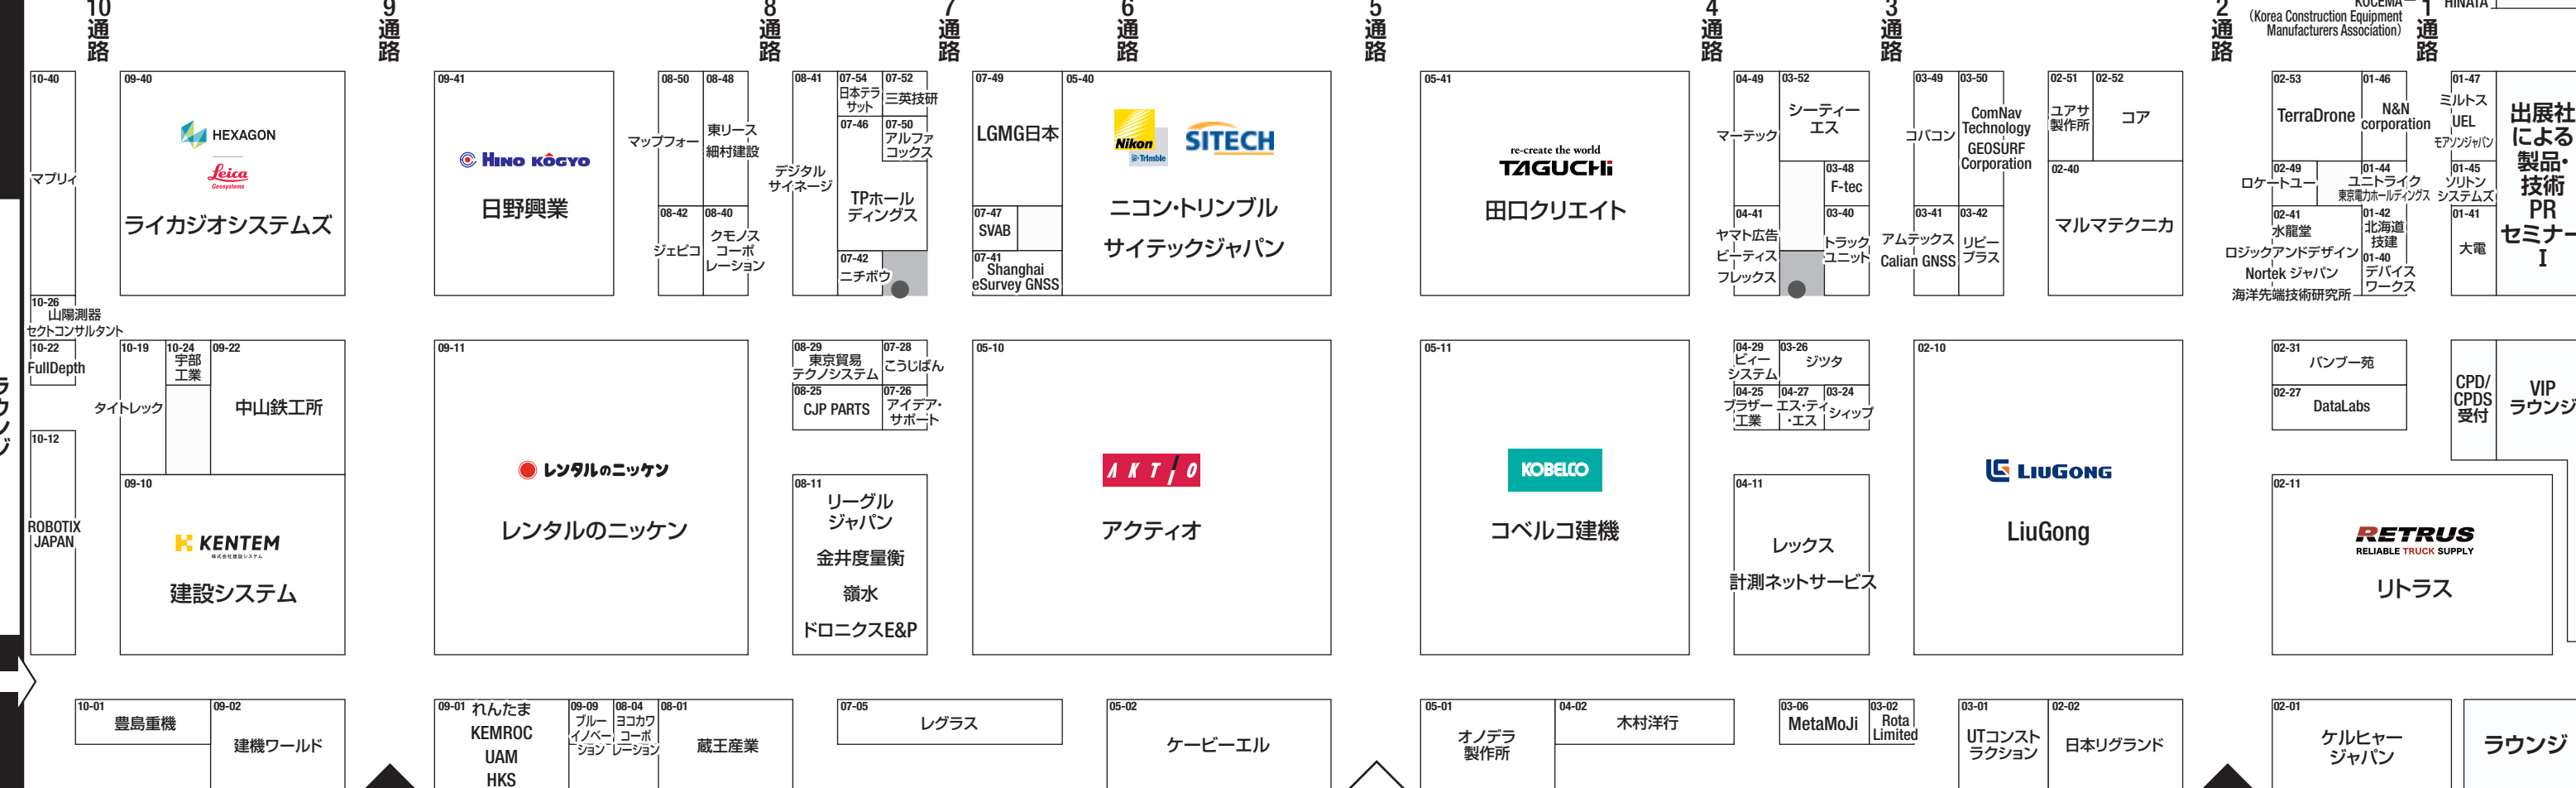 10
通
路
9
通
路
8
通
路
7
通
路
6
通
路
5
通
路
4
通
路
3
通
路
2
通
路
1
通
路
KOCEMA
(Korea Construction Equipment
Manufacturers Association)
HINATA
10-40
マプリィ
09-40
HEXAGON
Leica
Geosystems
ライカジオシステムズ
09-41
HINO KŌGYO
日野興業
08-50
マップフォー
08-48
東リース
細村建設
08-42
ジェピコ
08-40
クモノス
コーポ
レーション
08-41
デジタル
サイネージ
07-54
日本テラ
サット
07-52
三英技研
07-46
TPホール
ディングス
07-50
アルファ
コックス
07-42
ニチボウ
07-49
LGMG日本
07-47
SVAB
07-41
Shanghai
eSurvey GNSS
05-40
Nikon
Trimble
SITECH
ニコン・トリンブル
サイテックジャパン
05-41
re-create the world
TAGUCHi
田口クリエイト
04-49
マーテック
03-52
シーティー
エス
03-48
F-tec
04-41
ヤマト広告
ビーティス
フレックス
03-40
トラック
ユニット
03-49
コバコン
03-50
ComNav
Technology
GEOSURF
Corporation
03-41
アムテックス
Calian GNSS
03-42
リビー
プラス
02-51
ユアサ
製作所
02-52
コア
02-40
マルマテクニカ
02-53
TerraDrone
01-46
N&N
corporation
02-49
ロケートユー
01-44
ユニトライク
東京電力ホールディングス
02-41
水龍堂
ロジックアンドデザイン
Nortek ジャパン
海洋先端技術研究所
01-42
北海道
技建
01-40
デバイス
ワークス
01-47
ミルトス
UEL
モアソンジャパン
01-45
ソリトン
システムズ
01-41
大電
出展社
による
製品・
技術
PR
セミナー
I
10-26
山陽測器
セクトコンサルタント
10-22
FullDepth
10-12
ROBOTIX
JAPAN
10-19
タイトレック
10-24
宇部
工業
09-22
中山鉄工所
09-10
KENTEM
株式会社建設システム
建設システム
09-11
レンタルのニッケン
レンタルのニッケン
08-29
東京貿易
テクノシステム
07-28
こうじばん
08-25
CJP PARTS
07-26
アイデア・
サポート
08-11
リーグル
ジャパン
金井度量衡
嶺水
ドロニクスE&P
05-10
AKTIO
アクティオ
05-11
KOBELCO
コベルコ建機
04-29
ビィー
システム
03-26
ジツタ
04-25
ブラザー
工業
04-27
エス・ティ
・エス
03-24
シィップ
04-11
レックス
計測ネットサービス
02-10
LIUGONG
LiuGong
02-31
バンブー苑
02-27
DataLabs
02-11
RETRUS
RELIABLE TRUCK SUPPLY
リトラス
CPD/
CPDS
受付
VIP
ラウンジ
ラウンジ
10-01
豊島重機
09-02
建機ワールド
09-01
れんたま
KEMROC
UAM
HKS
09-09
ブルー
イノベー
ション
08-04
ヨコカワ
コーポ
レーション
08-01
蔵王産業
07-05
レグラス
05-02
ケービーエル
05-01
オノデラ
製作所
04-02
木村洋行
03-06
MetaMoJi
03-02
Rota
Limited
03-01
UTコンスト
ラクション
02-02
日本リグランド
02-01
ケルヒャー
ジャパン
ラウンジ